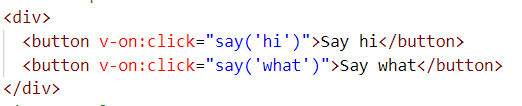 <div>
  <button v-on:click="say('hi')">Say hi</button>
  <button v-on:click="say('what')">Say what</button>
</div>